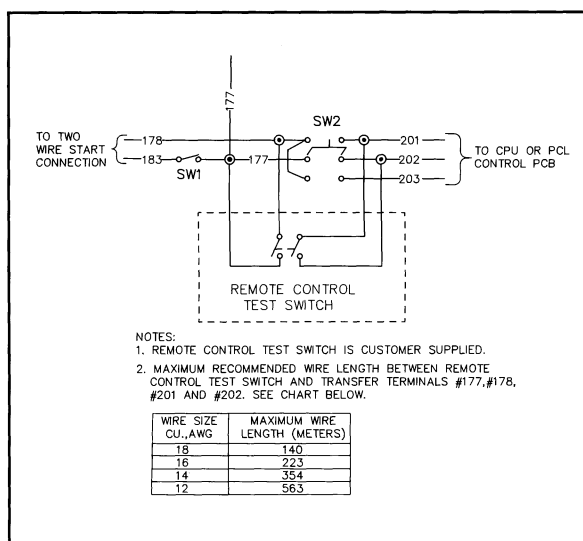 177
SW2
TO TWO
WIRE START
CONNECTION
178
201
183
SW1
177
202
203
TO CPU OR PCL
CONTROL PCB
REMOTE CONTROL
TEST SWITCH
NOTES:
1. REMOTE CONTROL TEST SWITCH IS CUSTOMER SUPPLIED.
2. MAXIMUM RECOMMENDED WIRE LENGTH BETWEEN REMOTE
CONTROL TEST SWITCH AND TRANSFER TERMINALS #177,#178,
#201 AND #202. SEE CHART BELOW.
WIRE SIZE
CU.,AWG
MAXIMUM WIRE
LENGTH (METERS)
18 140
16 223
14 354
12 563